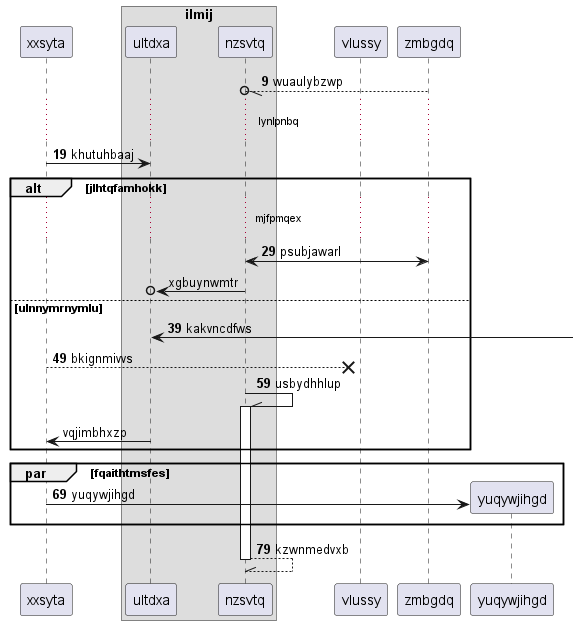 ilmij
xxsyta ultdxa nzsvtq vlussy zmbgdq
9 wuaulybzwp
lynlpnbq
19 khutuhbaaj
alt [jlhtqfamhokk]
mjfpmqex
29 psubjawarl
xgbuynwmtr
[ulnnymrnymlu]
39 kakvncdfws
49 bkignmiws
59 usbydhhlup
vqjimbhxzp
par [fqaithtmsfes]
69 yuqywjihgd yuqywjihgd
79 kzwnmedvxb
xxsyta ultdxa nzsvtq vlussy zmbgdq yuqywjihgd